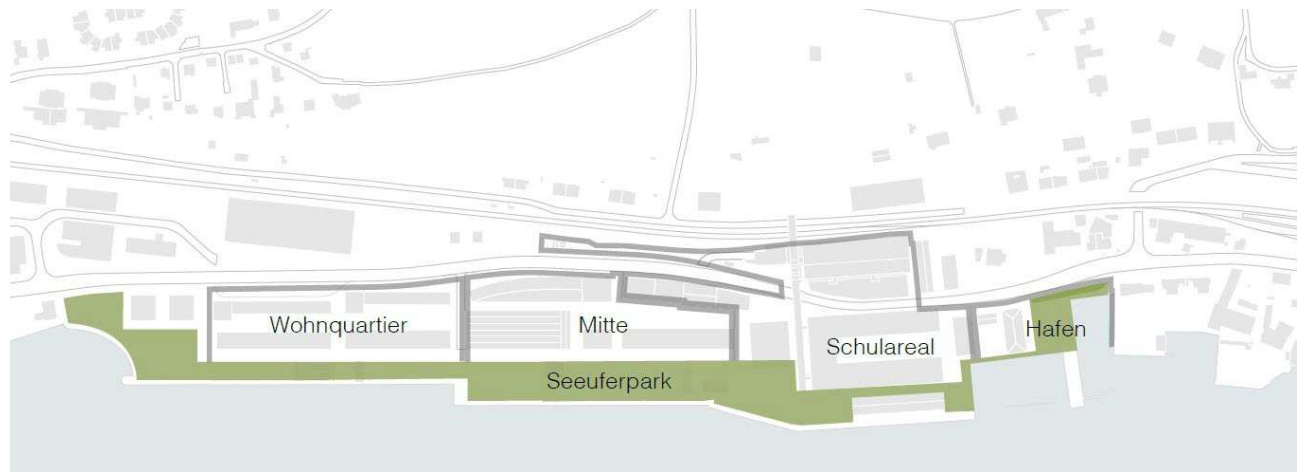 Wohnquartier
Mitte
Schulareal
Hafen
Seeuferpark